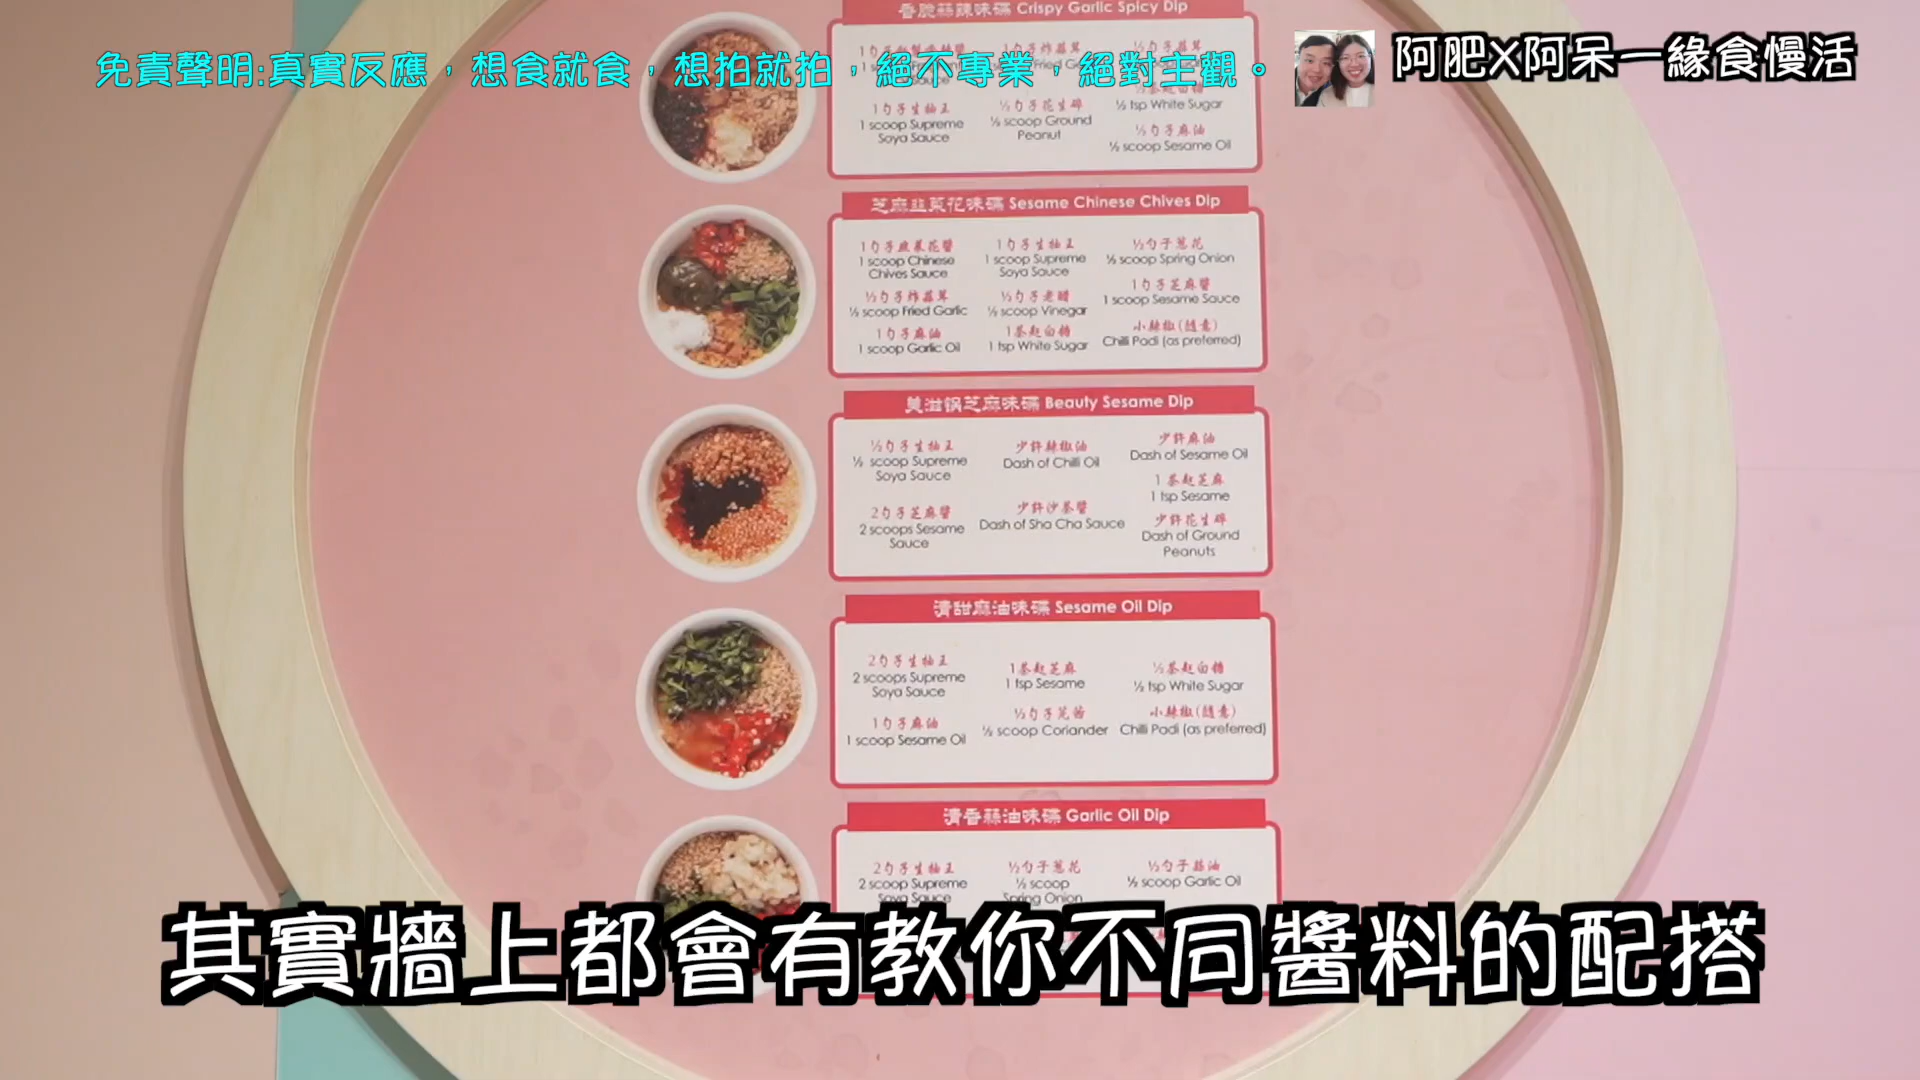 香脆蒜辣味碟 Crispy Garlic Spicy Dip
免責聲明:真實反應，想食就食，想拍就拍，絕不專業，絕對主觀。
阿肥X阿呆一緣食慢活
1勺子生抽王
1 scoop Supreme
Soya Sauce
½勺子花生碎
½ scoop Ground
Peanut
½ tsp White Sugar
½勺子麻油
½ scoop Sesame Oil
芝麻韭菜花味碟 Sesame Chinese Chives Dip
1勺子韭菜花醬
1 scoop Chinese
Chives Sauce
1勺子生抽王
1 scoop Supreme
Soya Sauce
½勺子葱花
½ scoop Spring Onion
½勺子炸蒜茸
½ scoop Fried Garlic
½勺子老醋
½ scoop Vinegar
1勺子芝麻醬
1 scoop Sesame Sauce
1勺子麻油
1 scoop Garlic Oil
1茶匙白糖
1 tsp White Sugar
小辣椒(隨意)
Chilli Padi (as preferred)
美滋锅芝麻味碟 Beauty Sesame Dip
½勺子生抽王
½ scoop Supreme
Soya Sauce
少許辣椒油
Dash of Chilli Oil
少許麻油
Dash of Sesame Oil
1 茶匙芝麻
1 tsp Sesame
2勺子芝麻醬
2 scoops Sesame
Sauce
少許沙茶醬
Dash of Sha Cha Sauce
少許花生碎
Dash of Ground
Peanuts
清甜麻油味碟 Sesame Oil Dip
2勺子生抽王
2 scoops Supreme
Soya Sauce
1茶匙芝麻
1 tsp Sesame
½茶匙白糖
½ tsp White Sugar
1勺子麻油
1 scoop Sesame Oil
½勺子芫茜
½ scoop Coriander
小辣椒(隨意)
Chilli Padi (as preferred)
清香蒜油味碟 Garlic Oil Dip
2勺子生抽王
2 scoop Supreme
Soya Sauce
½勺子葱花
½ scoop
Spring Onion
½勺子蒜油
½ scoop Garlic Oil
其實牆上都會有教你不同醬料的配搭